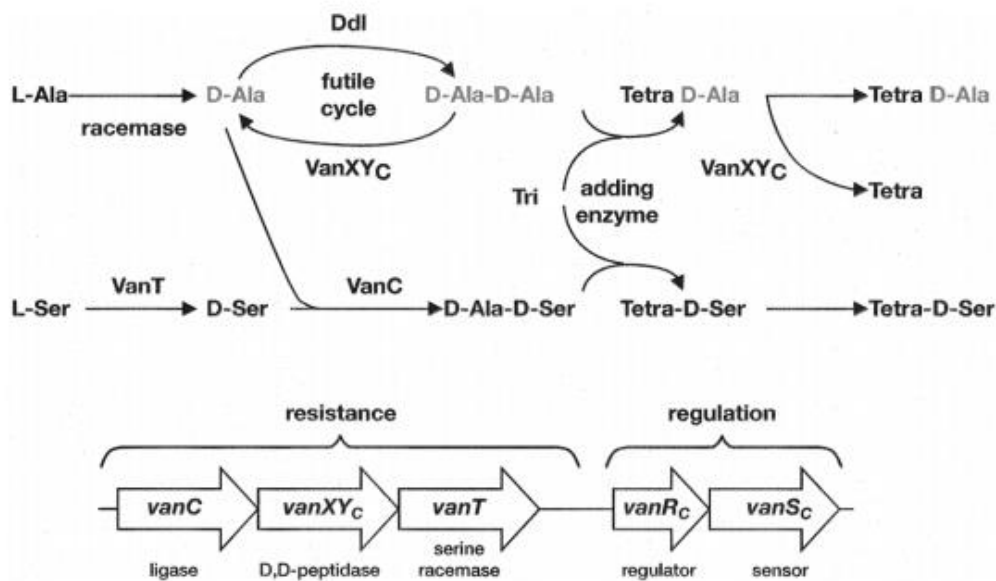 Ddl
L-Ala
D-Ala
futile
cycle
D-Ala-D-Ala
Tetra D-Ala
Tetra D-Ala
racemase
VanXYC
VanXYC
Tri
adding
enzyme
Tetra
VanT
VanC
L-Ser
D-Ser
D-Ala-D-Ser
Tetra-D-Ser
Tetra-D-Ser
resistance
regulation
vanC
vanXYC
vanT
vanRC
vanSC
ligase
D,D-peptidase
serine
racemase
regulator
sensor